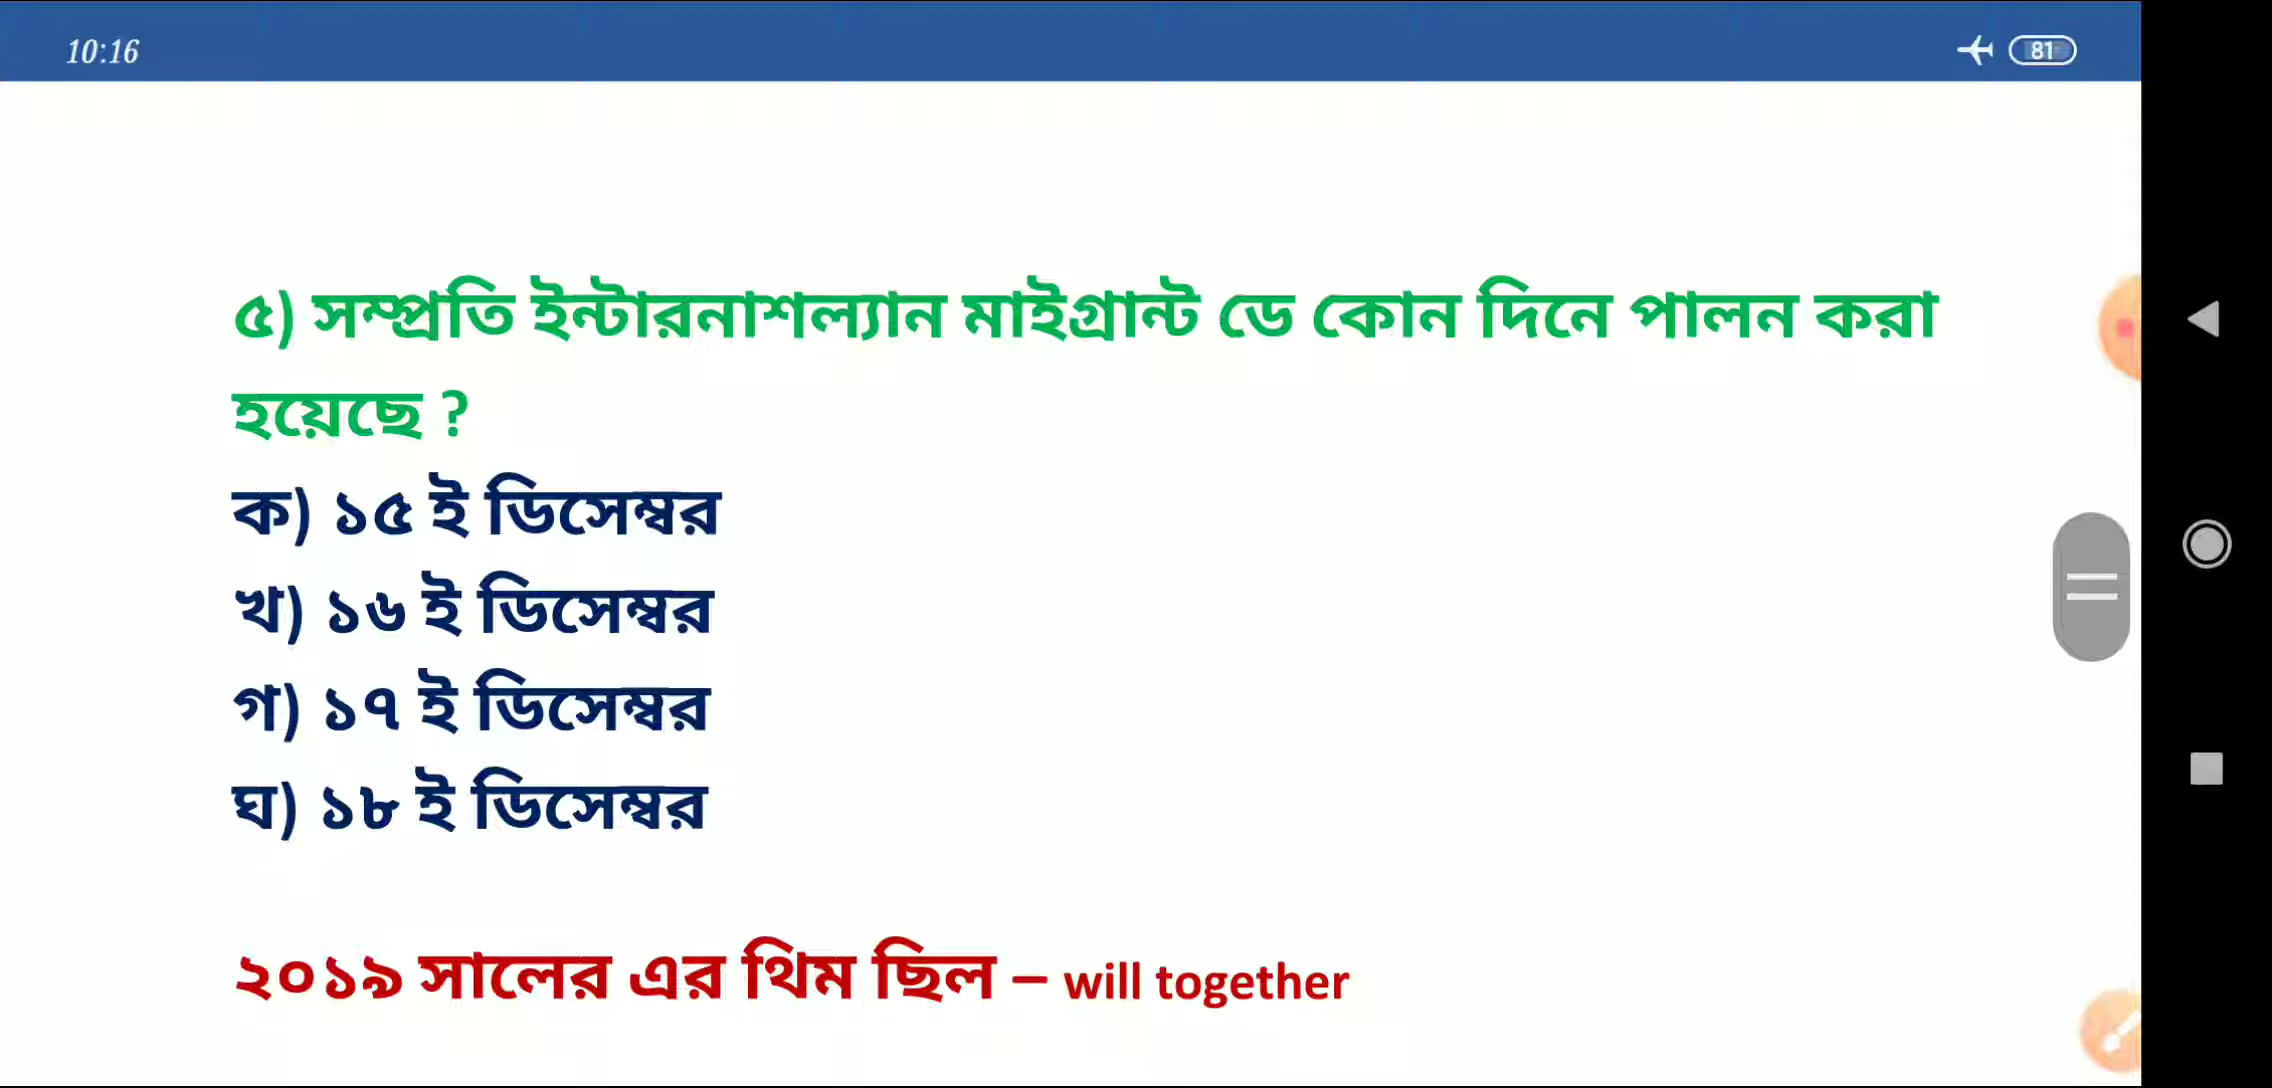 10:16
81
৫) সম্প্রতি ইন্টারনাশল্যান মাইগ্রান্ট ডে কোন দিনে পালন করা
হয়েছে ?
ক) ১৫ ই ডিসেম্বর
খ) ১৬ ই ডিসেম্বর
গ) ১৭ ই ডিসেম্বর
ঘ) ১৮ ই ডিসেম্বর
২০১৯ সালের এর থিম ছিল – will together